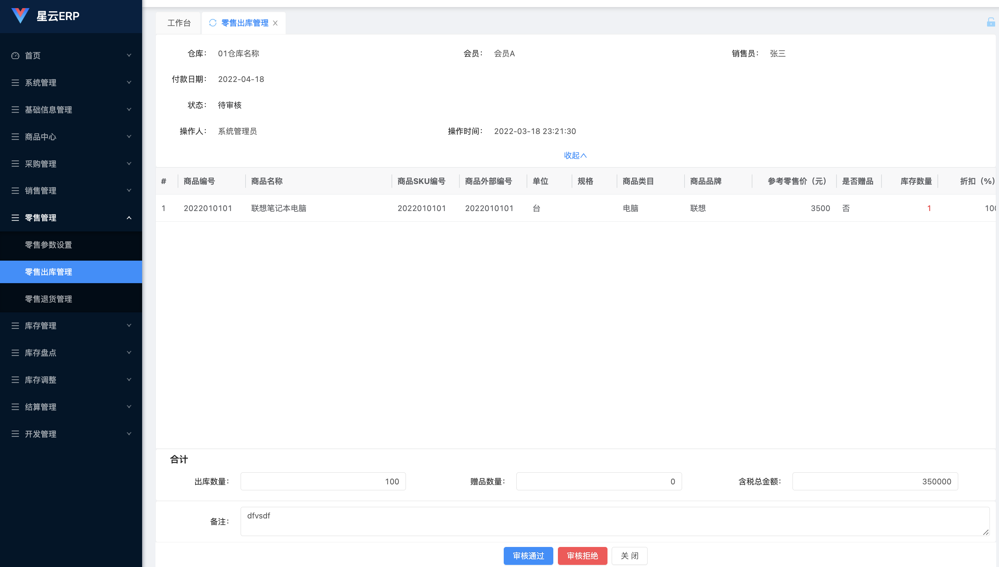 星云ERP
首页
系统管理
基础信息管理
商品中心
采购管理
销售管理
零售管理
零售参数设置
零售出库管理
零售退货管理
库存管理
库存盘点
库存调整
结算管理
开发管理
工作台 零售出库管理
仓库： 01仓库名称 会员： 会员A 销售员： 张三
付款日期： 2022-04-18
状态： 待审核
操作人： 系统管理员 操作时间： 2022-03-18 23:21:30
收起
# 商品编号 商品名称 商品SKU编号 商品外部编号 单位 规格 商品类目 商品品牌 参考零售价（元） 是否赠品 库存数量 折扣（%）
1 2022010101 联想笔记本电脑 2022010101 2022010101 台 电脑 联想 3500 否 1 100
合计
出库数量： 100 赠品数量： 0 含税总金额： 350000
备注： dfvsdf
审核通过 审核拒绝 关 闭